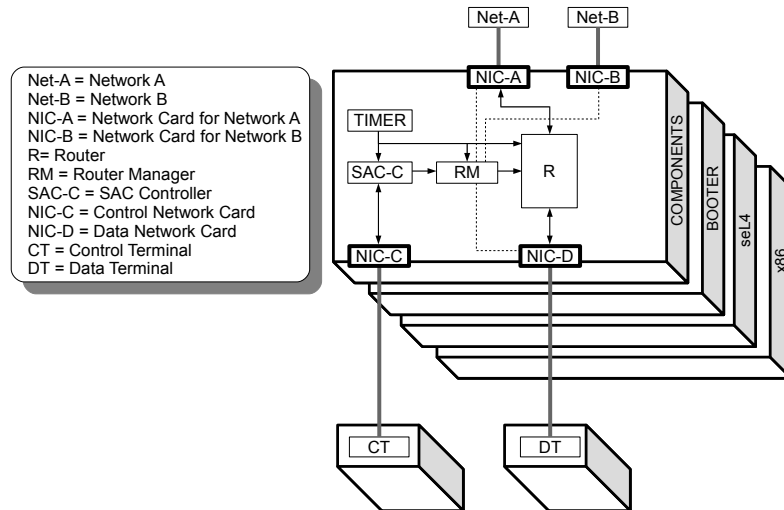 Net-A
Net-B
Net-A = Network A
Net-B = Network B
NIC-A = Network Card for Network A
NIC-B = Network Card for Network B
R= Router
RM = Router Manager
SAC-C = SAC Controller
NIC-C = Control Network Card
NIC-D = Data Network Card
CT = Control Terminal
DT = Data Terminal
NIC-A
NIC-B
TIMER
SAC-C
RM
R
NIC-C
NIC-D
COMPONENTS
BOOTER
seL4
x86
CT
DT